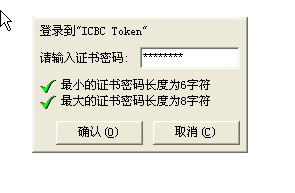 登录到"ICBC Token"
请输入证书密码: ********
最小的证书密码长度为6字符
最大的证书密码长度为8字符
确认(O) 取消(C)